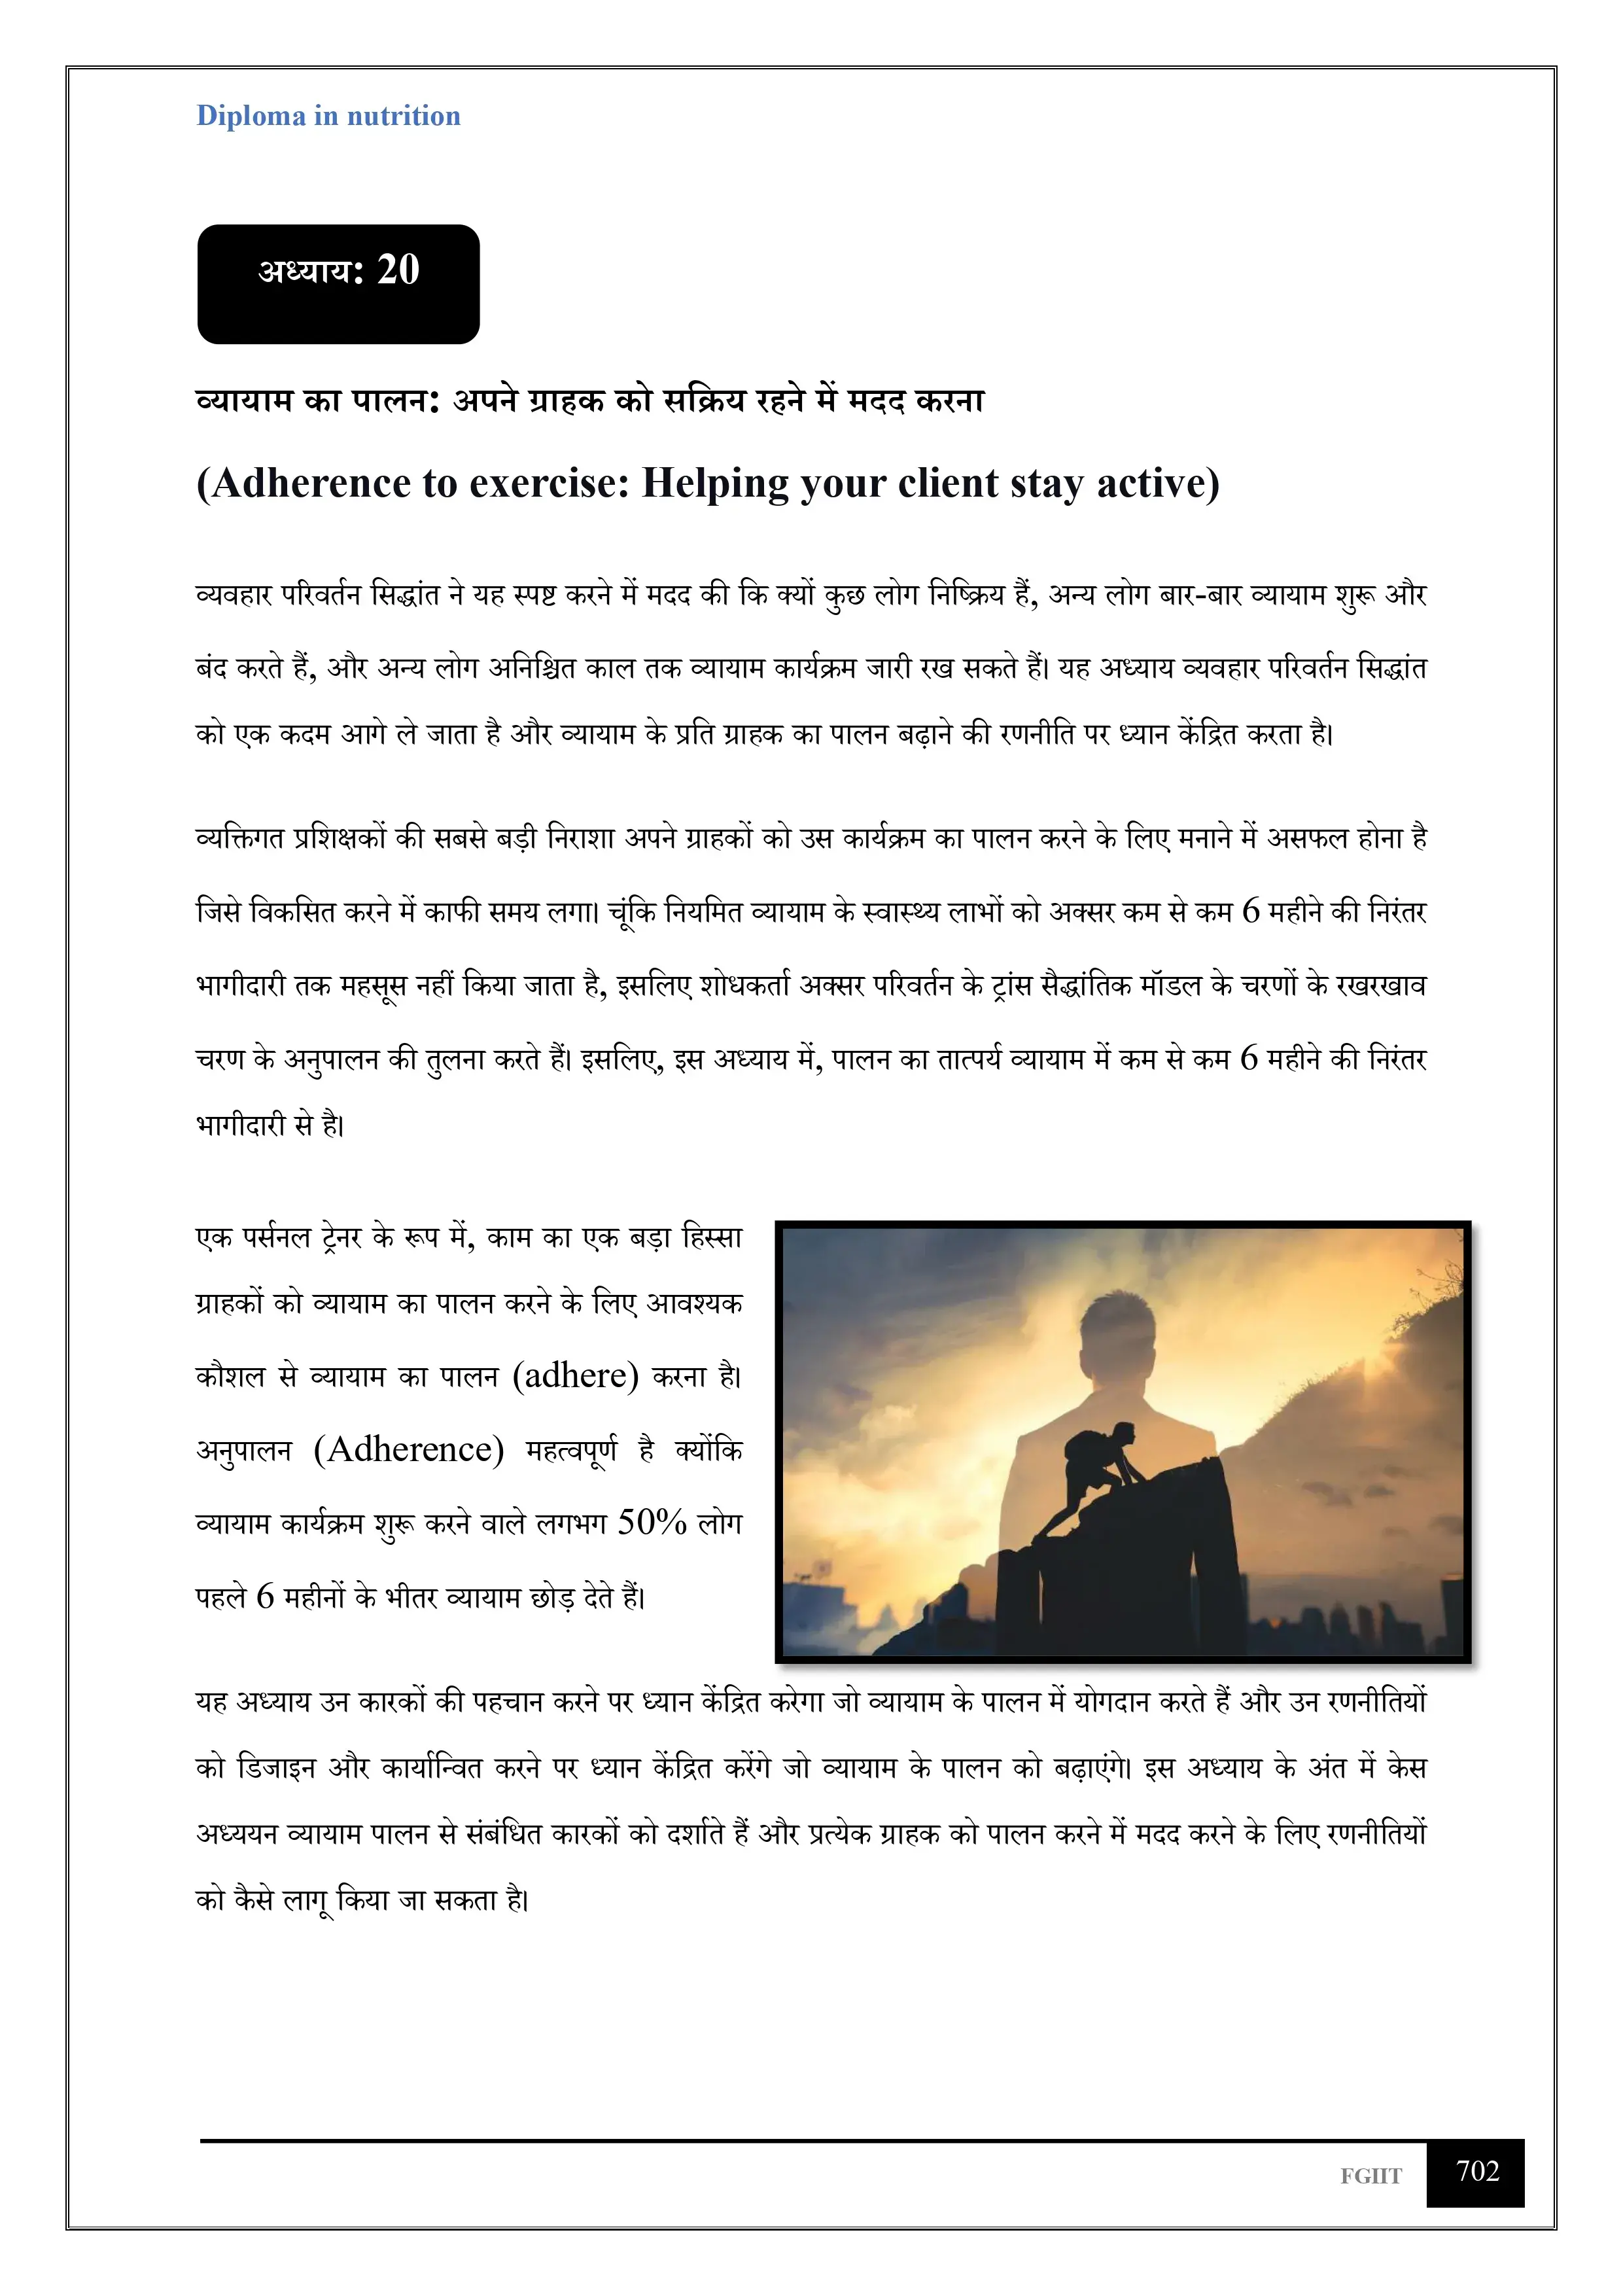 Diploma in nutrition
अध्याय: 20
व्यायाम का पालन: अपने ग्राहक को सक्रिय रहने में मदद करना
(Adherence to exercise: Helping your client stay active)
व्यवहार परिवर्तन सिद्धांत ने यह स्पष्ट करने में मदद की कि क्यों कुछ लोग निष्क्रिय हैं, अन्य लोग बार-बार व्यायाम शुरू और
बंद करते हैं, और अन्य लोग अनिश्चित काल तक व्यायाम कार्यक्रम जारी रख सकते हैं। यह अध्याय व्यवहार परिवर्तन सिद्धांत
को एक कदम आगे ले जाता है और व्यायाम के प्रति ग्राहक का पालन बढ़ाने की रणनीति पर ध्यान केंद्रित करता है।
व्यक्तिगत प्रशिक्षकों की सबसे बड़ी निराशा अपने ग्राहकों को उस कार्यक्रम का पालन करने के लिए मनाने में असफल होना है
जिसे विकसित करने में काफी समय लगा। चूंकि नियमित व्यायाम के स्वास्थ्य लाभों को अक्सर कम से कम 6 महीने की निरंतर
भागीदारी तक महसूस नहीं किया जाता है, इसलिए शोधकर्ता अक्सर परिवर्तन के ट्रांस सैद्धांतिक मॉडल के चरणों के रखरखाव
चरण के अनुपालन की तुलना करते हैं। इसलिए, इस अध्याय में, पालन का तात्पर्य व्यायाम में कम से कम 6 महीने की निरंतर
भागीदारी से है।
एक पर्सनल ट्रेनर के रूप में, काम का एक बड़ा हिस्सा
ग्राहकों को व्यायाम का पालन करने के लिए आवश्यक
कौशल से व्यायाम का पालन (adhere) करना है।
अनुपालन (Adherence) महत्वपूर्ण है क्योंकि
व्यायाम कार्यक्रम शुरू करने वाले लगभग 50% लोग
पहले 6 महीनों के भीतर व्यायाम छोड़ देते हैं।
यह अध्याय उन कारकों की पहचान करने पर ध्यान केंद्रित करेगा जो व्यायाम के पालन में योगदान करते हैं और उन रणनीतियों
को डिजाइन और कार्यान्वित करने पर ध्यान केंद्रित करेंगे जो व्यायाम के पालन को बढ़ाएंगे। इस अध्याय के अंत में केस
अध्ययन व्यायाम पालन से संबंधित कारकों को दर्शाते हैं और प्रत्येक ग्राहक को पालन करने में मदद करने के लिए रणनीतियों
को कैसे लागू किया जा सकता है।
FGIIT 702